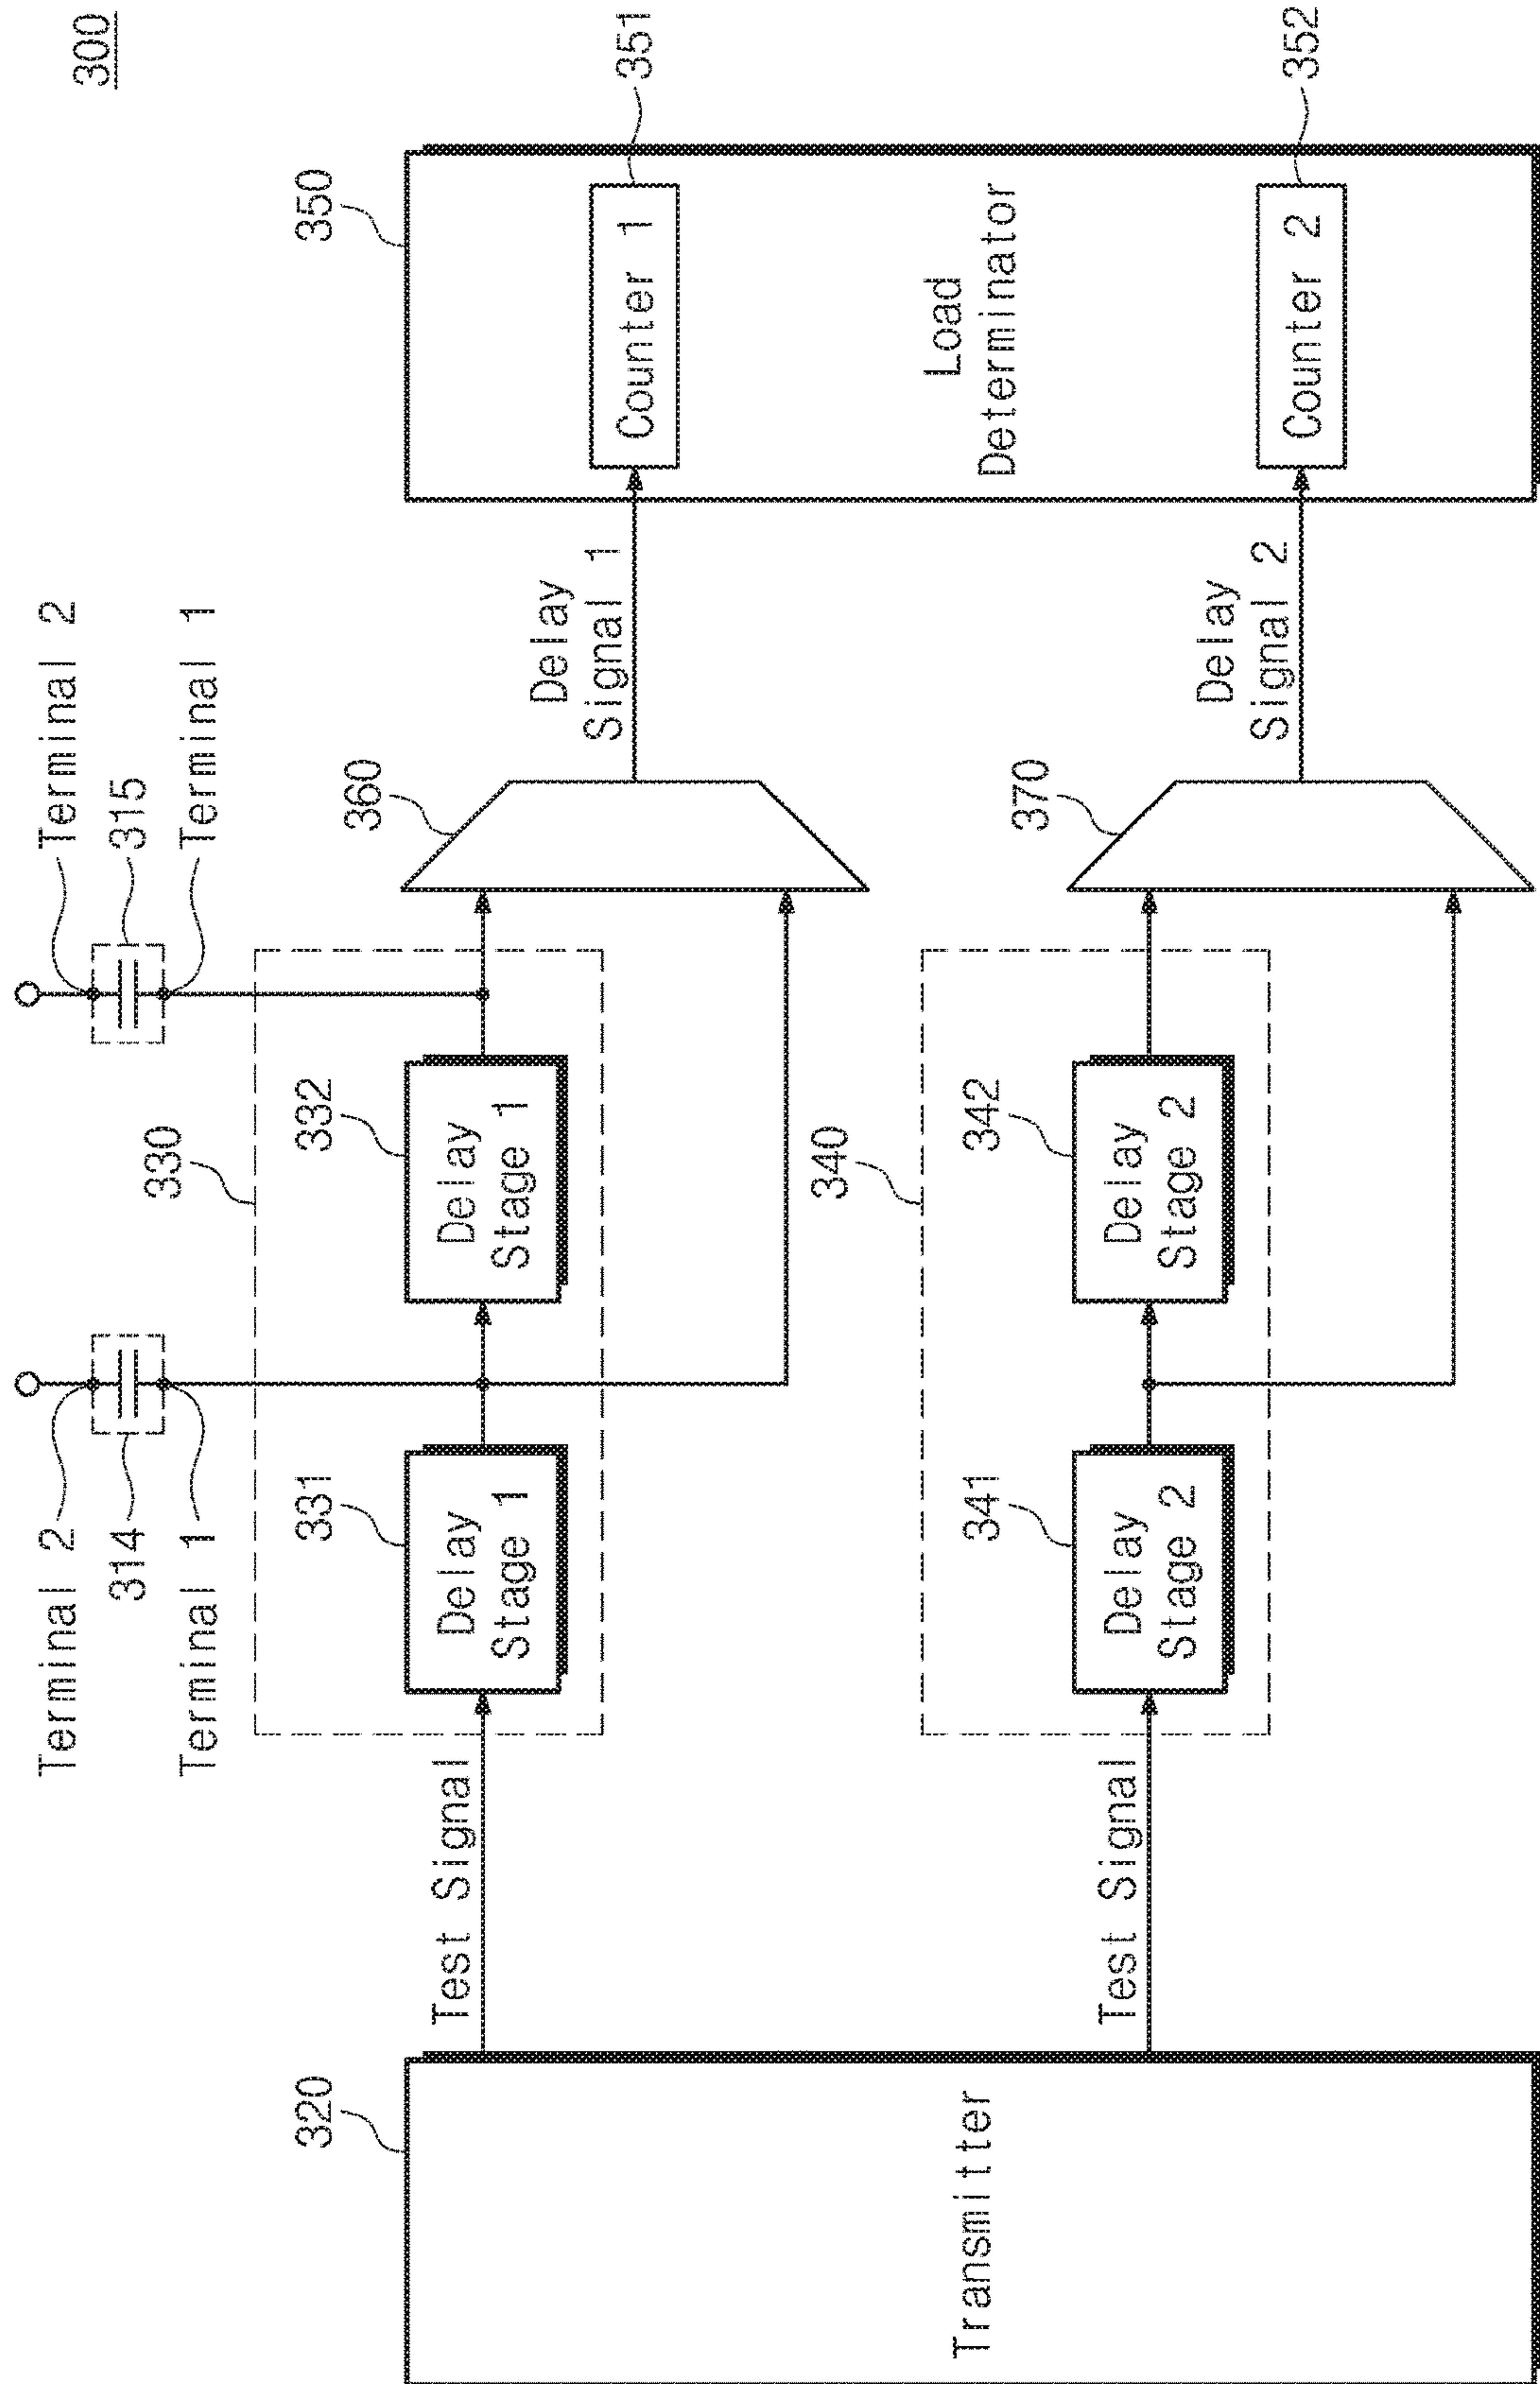 300
Terminal 2
314
Terminal 1
Terminal 2
315
Terminal 1
330
320
331
332
360
350
Transmitter
Test Signal
Delay
Stage 1
Delay
Stage 1
Delay
Signal 1
Counter 1
351
Load
Determinator
340
341
342
370
Test Signal
Delay
Stage 2
Delay
Stage 2
Delay
Signal 2
Counter 2
352